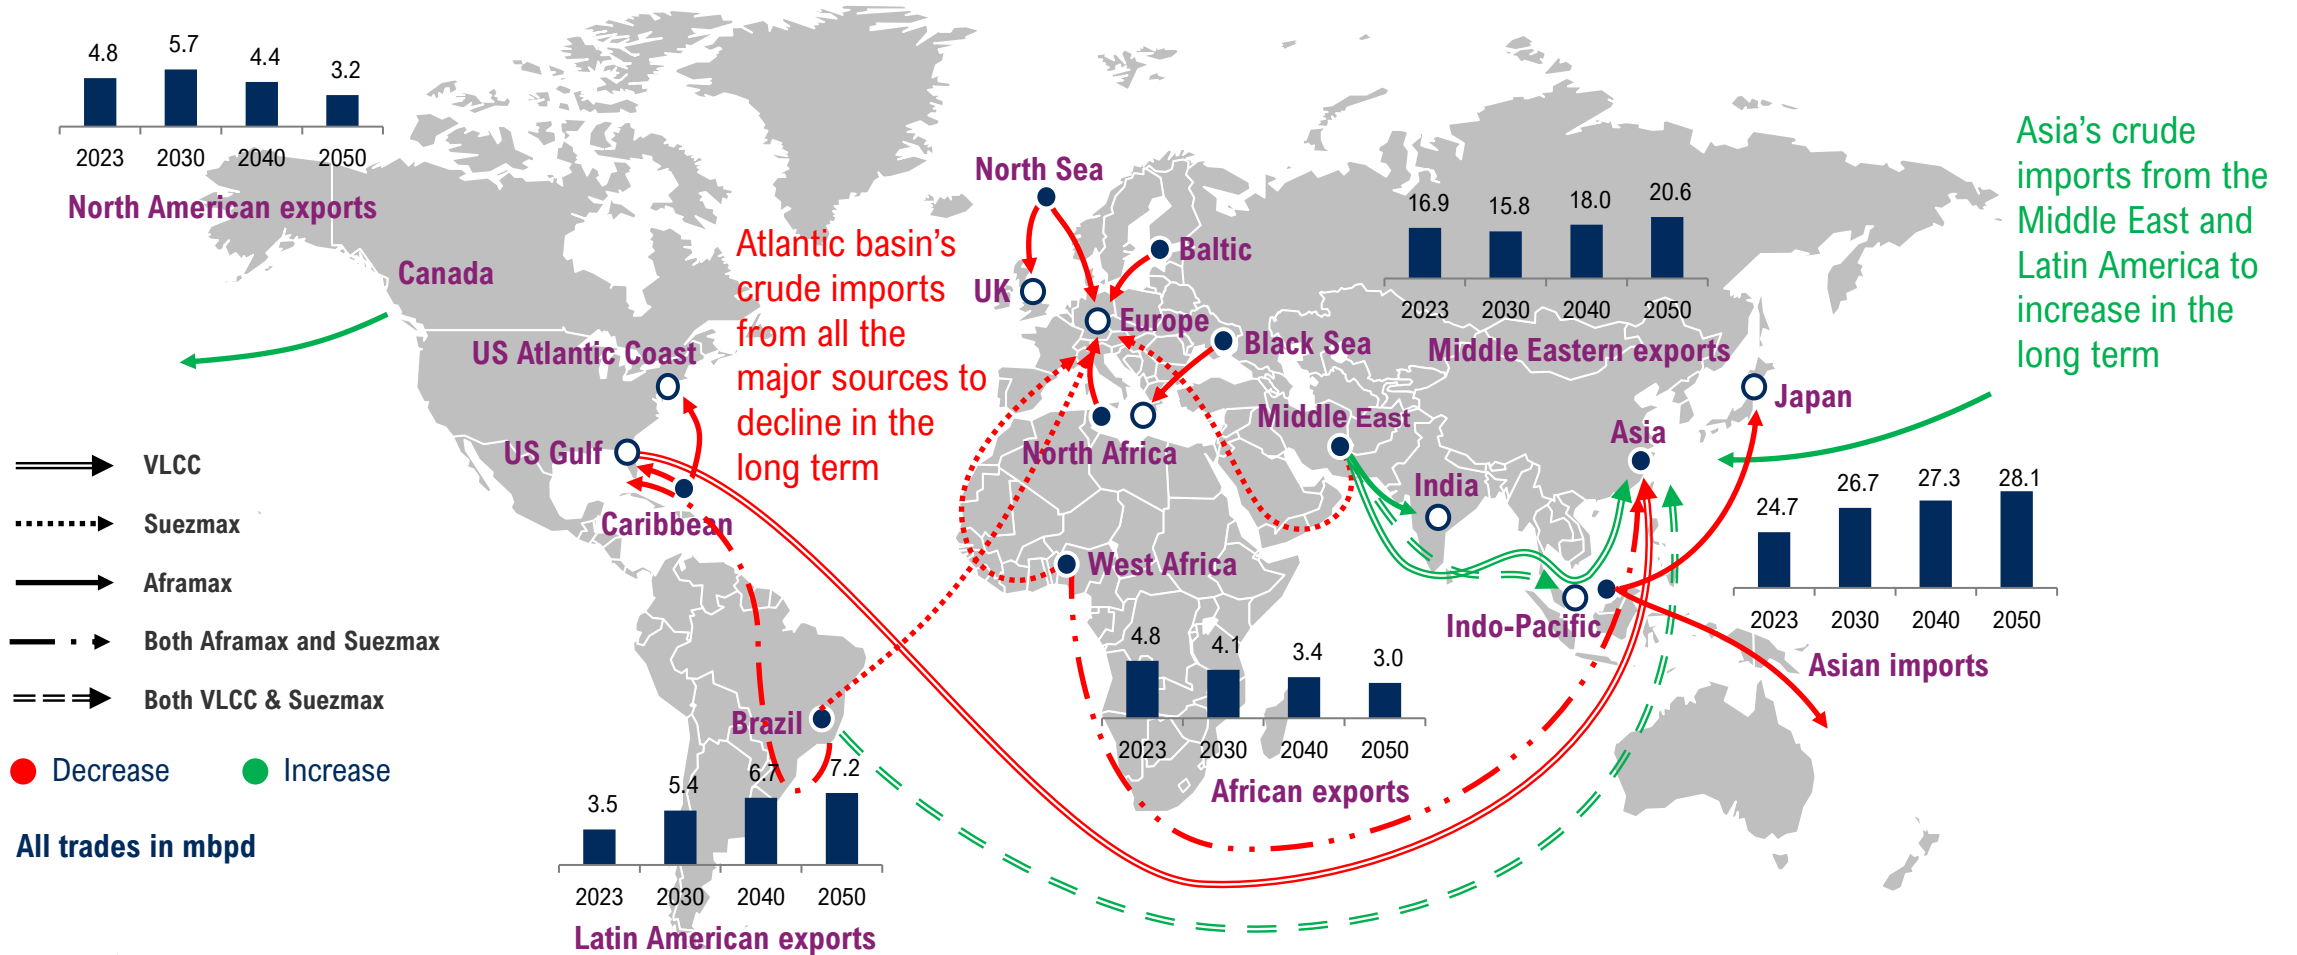 4.8 5.7 4.4 3.2
2023 2030 2040 2050
North American exports
Canada
US Atlantic Coast
US Gulf
Caribbean
Atlantic basin's
crude imports
from all the
major sources to
decline in the
long term
North Sea
UK
Baltic
Europe
Black Sea
North Africa
Middle East
West Africa
16.9 15.8 18.0 20.6
2023 2030 2040 2050
Middle Eastern exports
Asia's crude
imports from the
Middle East and
Latin America to
increase in the
long term
Japan
Asia
India
Indo-Pacific
24.7 26.7 27.3 28.1
2023 2030 2040 2050
Asian imports
4.8 4.1 3.4 3.0
2023 2030 2040 2050
African exports
Brazil
3.5 5.4 6.7 7.2
2023 2030 2040 2050
Latin American exports
VLCC
Suezmax
Aframax
Both Aframax and Suezmax
Both VLCC & Suezmax
Decrease Increase
All trades in mbpd